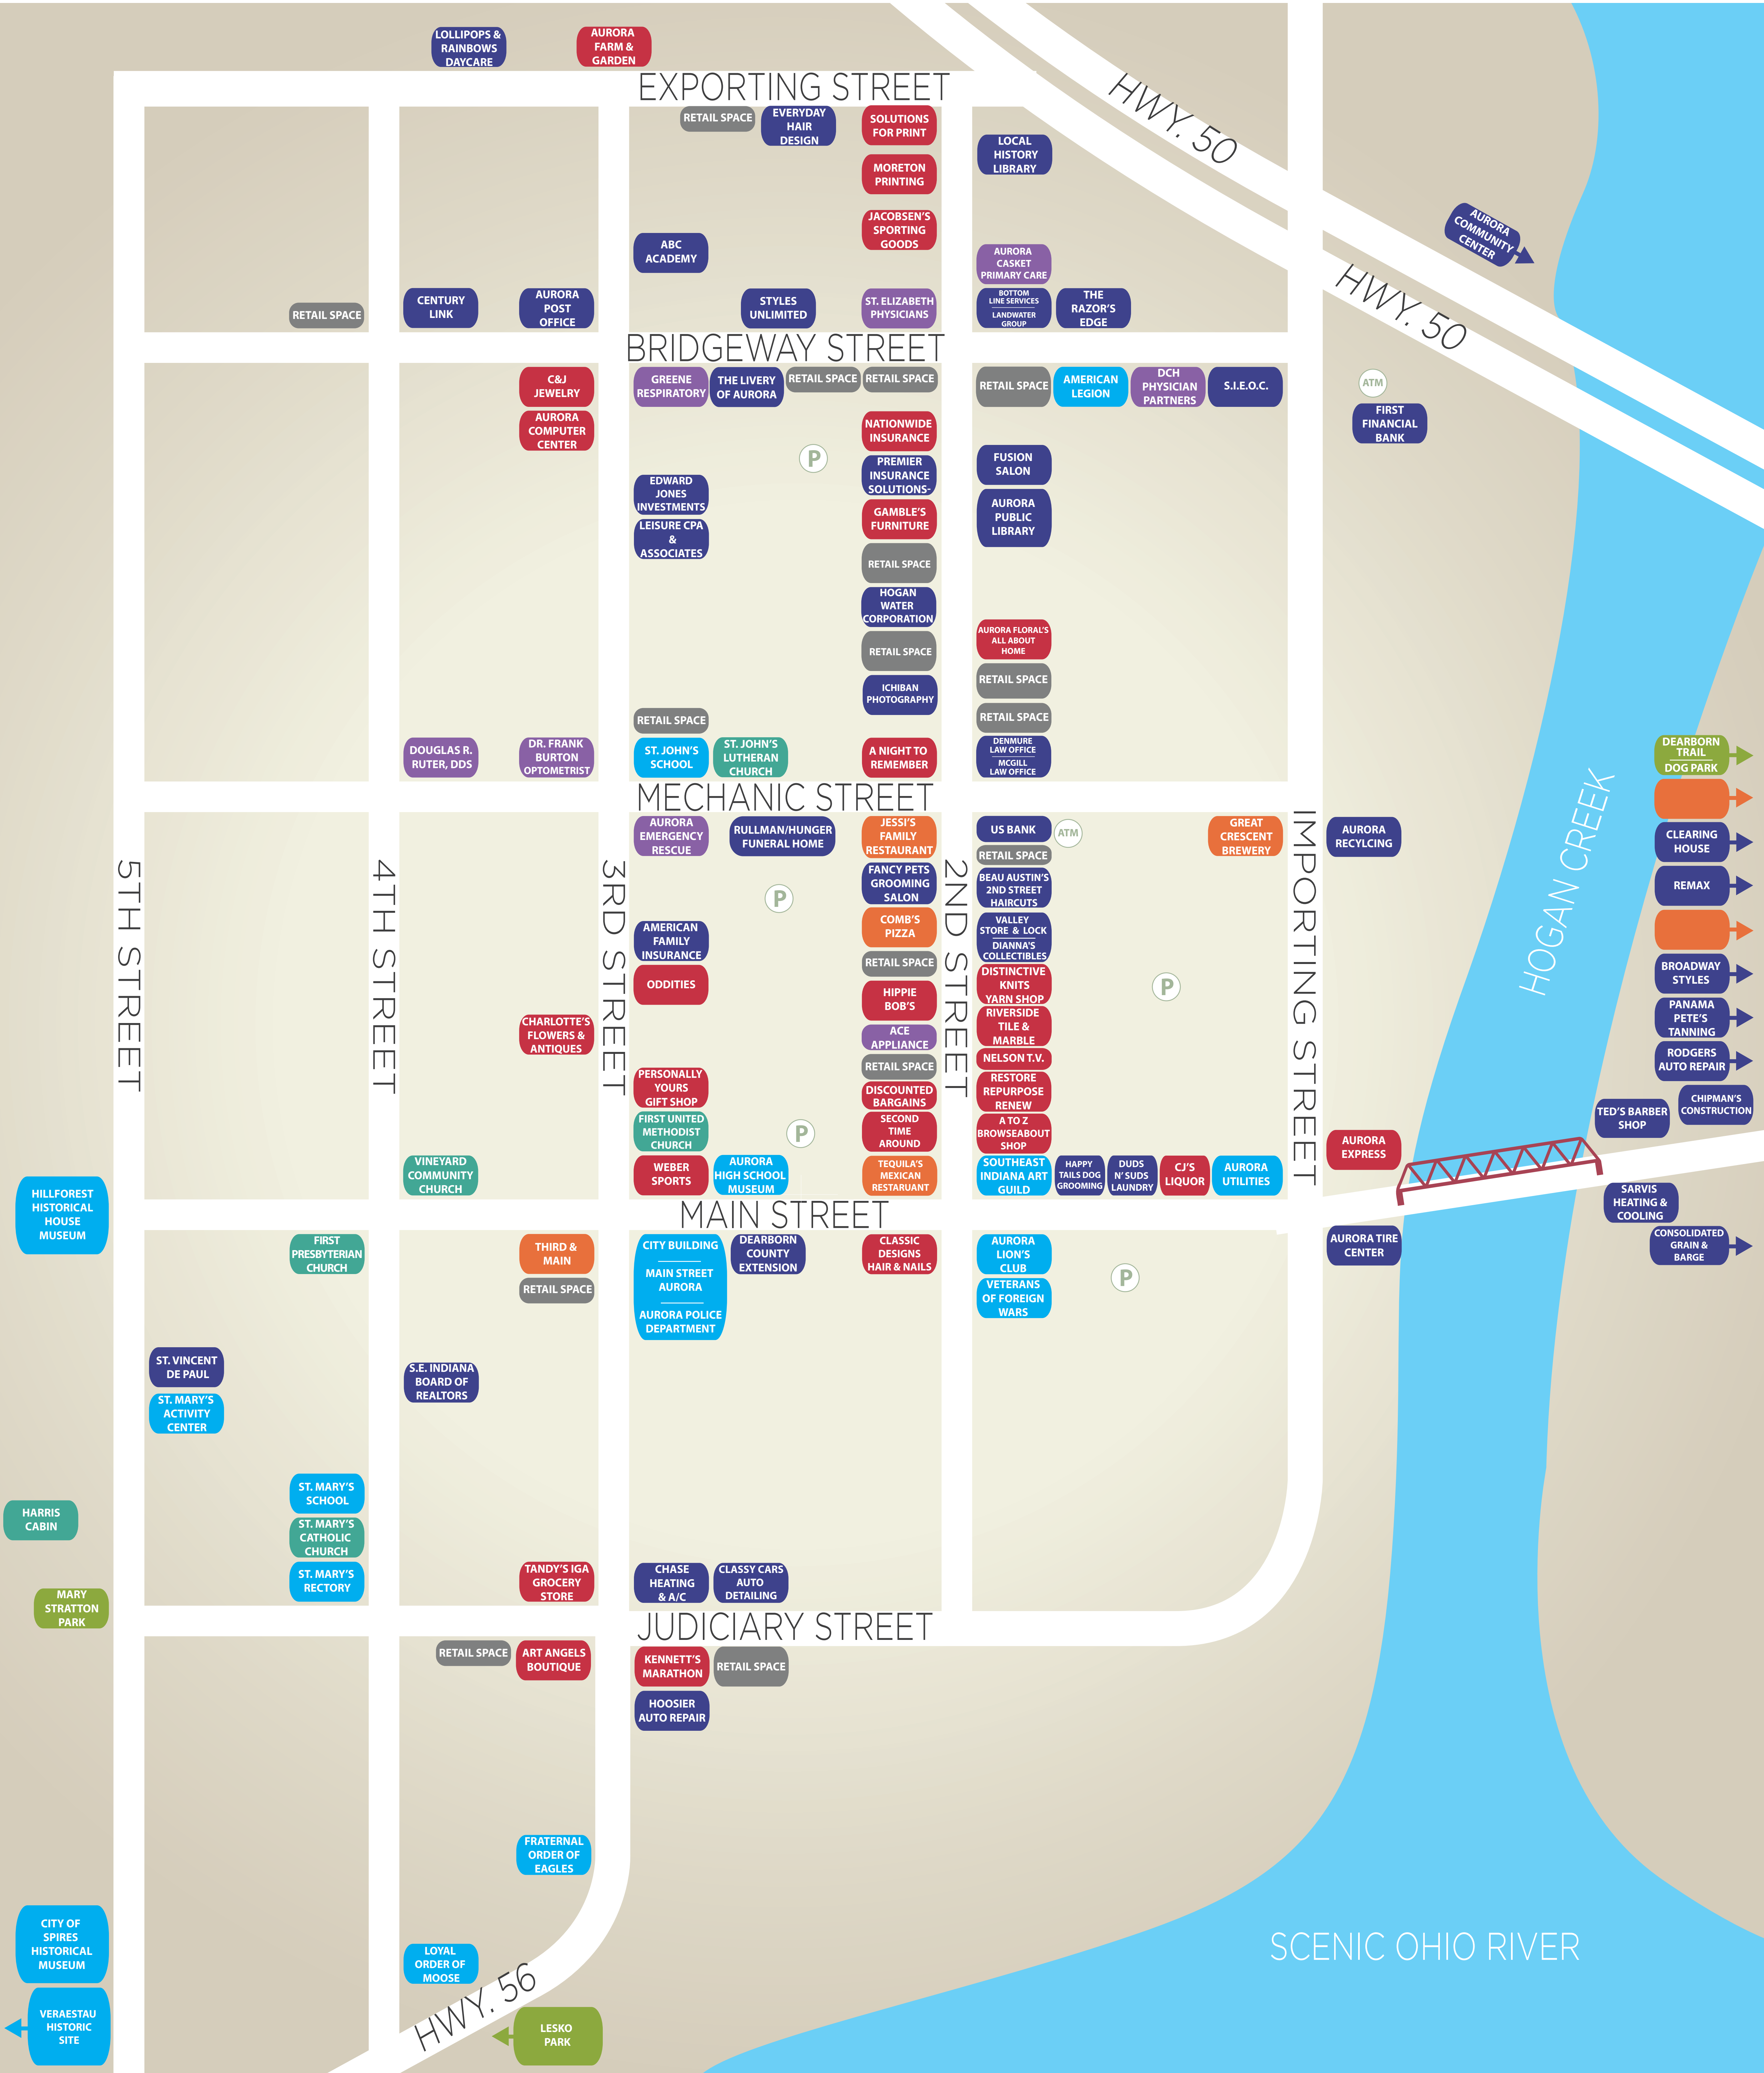 LOLLIPOPS &
RAINBOWS
DAYCARE
AURORA
FARM &
GARDEN
EXPORTING STREET
HWY. 50
RETAIL SPACE
EVERYDAY
HAIR
DESIGN
SOLUTIONS
FOR PRINT
LOCAL
HISTORY
LIBRARY
MORETON
PRINTING
JACOBSEN'S
SPORTING
GOODS
AURORA
COMMUNITY
CENTER
ABC
ACADEMY
AURORA
CASKET
PRIMARY CARE
HWY. 50
RETAIL SPACE
CENTURY
LINK
AURORA
POST
OFFICE
STYLES
UNLIMITED
ST. ELIZABETH
PHYSICIANS
BOTTOM
LINE SERVICES
LANDWATER
GROUP
THE
RAZOR'S
EDGE
BRIDGEWAY STREET
C&J
JEWELRY
GREENE
RESPIRATORY
THE LIVERY
OF AURORA
RETAIL SPACE
RETAIL SPACE
RETAIL SPACE
AMERICAN
LEGION
DCH
PHYSICIAN
PARTNERS
S.I.E.O.C.
ATM
FIRST
FINANCIAL
BANK
AURORA
COMPUTER
CENTER
NATIONWIDE
INSURANCE
P
PREMIER
INSURANCE
SOLUTIONS-
FUSION
SALON
EDWARD
JONES
INVESTMENTS
GAMBLE'S
FURNITURE
AURORA
PUBLIC
LIBRARY
LEISURE CPA
&
ASSOCIATES
RETAIL SPACE
HOGAN
WATER
CORPORATION
AURORA FLORAL'S
ALL ABOUT
HOME
RETAIL SPACE
RETAIL SPACE
ICHIBAN
PHOTOGRAPHY
RETAIL SPACE
RETAIL SPACE
DOUGLAS R.
RUTER, DDS
DR. FRANK
BURTON
OPTOMETRIST
ST. JOHN'S
SCHOOL
ST. JOHN'S
LUTHERAN
CHURCH
A NIGHT TO
REMEMBER
DENMURE
LAW OFFICE
MCGILL
LAW OFFICE
DEARBORN
TRAIL
DOG PARK
MECHANIC STREET
AURORA
EMERGENCY
RESCUE
RULLMAN/HUNGER
FUNERAL HOME
JESSI'S
FAMILY
RESTAURANT
US BANK
ATM
GREAT
CRESCENT
BREWERY
AURORA
RECYLCING
CLEARING
HOUSE
RETAIL SPACE
5TH STREET
4TH STREET
3RD STREET
2ND STREET
IMPORTING STREET
HOGAN CREEK
FANCY PETS
GROOMING
SALON
BEAU AUSTIN'S
2ND STREET
HAIRCUTS
REMAX
P
COMB'S
PIZZA
VALLEY
STORE & LOCK
DIANNA'S
COLLECTIBLES
AMERICAN
FAMILY
INSURANCE
RETAIL SPACE
DISTINCTIVE
KNITS
YARN SHOP
P
BROADWAY
STYLES
ODDITIES
HIPPIE
BOB'S
RIVERSIDE
TILE &
MARBLE
PANAMA
PETE'S
TANNING
CHARLOTTE'S
FLOWERS &
ANTIQUES
ACE
APPLIANCE
NELSON T.V.
RODGERS
AUTO REPAIR
RETAIL SPACE
PERSONALLY
YOURS
GIFT SHOP
DISCOUNTED
BARGAINS
RESTORE
REPURPOSE
RENEW
CHIPMAN'S
CONSTRUCTION
TED'S BARBER
SHOP
FIRST UNITED
METHODIST
CHURCH
P
SECOND
TIME
AROUND
A TO Z
BROWSEABOUT
SHOP
AURORA
EXPRESS
VINEYARD
COMMUNITY
CHURCH
WEBER
SPORTS
AURORA
HIGH SCHOOL
MUSEUM
TEQUILA'S
MEXICAN
RESTARUANT
SOUTHEAST
INDIANA ART
GUILD
HAPPY
TAILS DOG
GROOMING
DUDS
N' SUDS
LAUNDRY
CJ'S
LIQUOR
AURORA
UTILITIES
HILLFOREST
HISTORICAL
HOUSE
MUSEUM
SARVIS
HEATING &
COOLING
MAIN STREET
FIRST
PRESBYTERIAN
CHURCH
THIRD &
MAIN
CITY BUILDING
MAIN STREET
AURORA
AURORA POLICE
DEPARTMENT
DEARBORN
COUNTY
EXTENSION
CLASSIC
DESIGNS
HAIR & NAILS
AURORA
LION'S
CLUB
AURORA TIRE
CENTER
CONSOLIDATED
GRAIN &
BARGE
RETAIL SPACE
VETERANS
OF FOREIGN
WARS
P
ST. VINCENT
DE PAUL
S.E. INDIANA
BOARD OF
REALTORS
ST. MARY'S
ACTIVITY
CENTER
ST. MARY'S
SCHOOL
HARRIS
CABIN
ST. MARY'S
CATHOLIC
CHURCH
ST. MARY'S
RECTORY
TANDY'S IGA
GROCERY
STORE
CHASE
HEATING
& A/C
CLASSY CARS
AUTO
DETAILING
MARY
STRATTON
PARK
JUDICIARY STREET
RETAIL SPACE
ART ANGELS
BOUTIQUE
KENNETT'S
MARATHON
RETAIL SPACE
HOOSIER
AUTO REPAIR
FRATERNAL
ORDER OF
EAGLES
CITY OF
SPIRES
HISTORICAL
MUSEUM
LOYAL
ORDER OF
MOOSE
SCENIC OHIO RIVER
HWY. 56
VERAESTAU
HISTORIC
SITE
LESKO
PARK